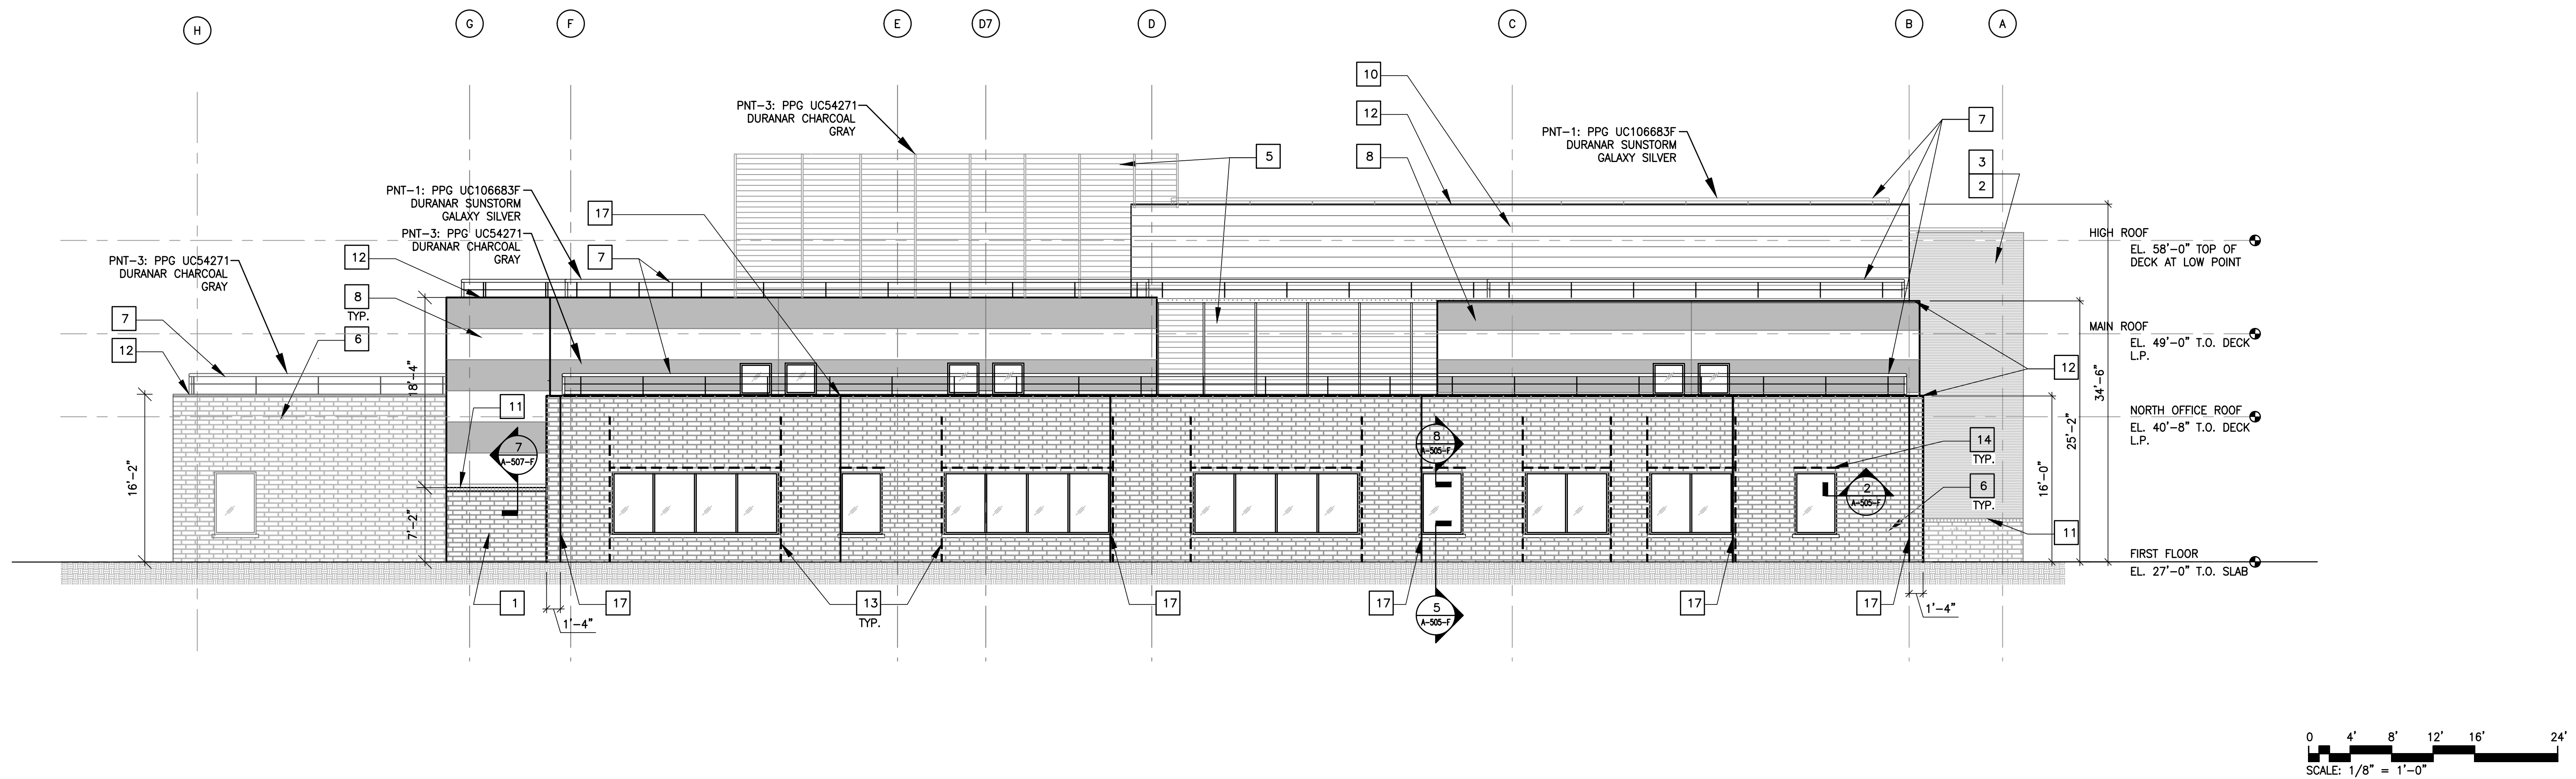 H
G
F
E
D7
D
C
B
A
10
PNT-3: PPG UC54271
DURANAR CHARCOAL
GRAY
12
7
PNT-1: PPG UC106683F
DURANAR SUNSTORM
GALAXY SILVER
5
8
3
2
PNT-1: PPG UC106683F
DURANAR SUNSTORM
GALAXY SILVER
17
PNT-3: PPG UC54271
DURANAR CHARCOAL
GRAY
HIGH ROOF
EL. 58'-0" TOP OF
DECK AT LOW POINT
12
7
PNT-3: PPG UC54271
DURANAR CHARCOAL
GRAY
8
TYP.
7
6
12
MAIN ROOF
EL. 49'-0" T.O. DECK
L.P.
12
18'-4"
34'-6"
11
NORTH OFFICE ROOF
EL. 40'-8" T.O. DECK
L.P.
25'-2"
7
A-507-F
8
A-505-F
14
TYP.
16'-2"
16'-0"
2
A-505-F
6
TYP.
7'-2"
11
FIRST FLOOR
EL. 27'-0" T.O. SLAB
1
17
13
TYP.
17
17
5
A-505-F
17
17
1'-4"
1'-4"
0 4' 8' 12' 16' 24'
SCALE: 1/8" = 1'-0"